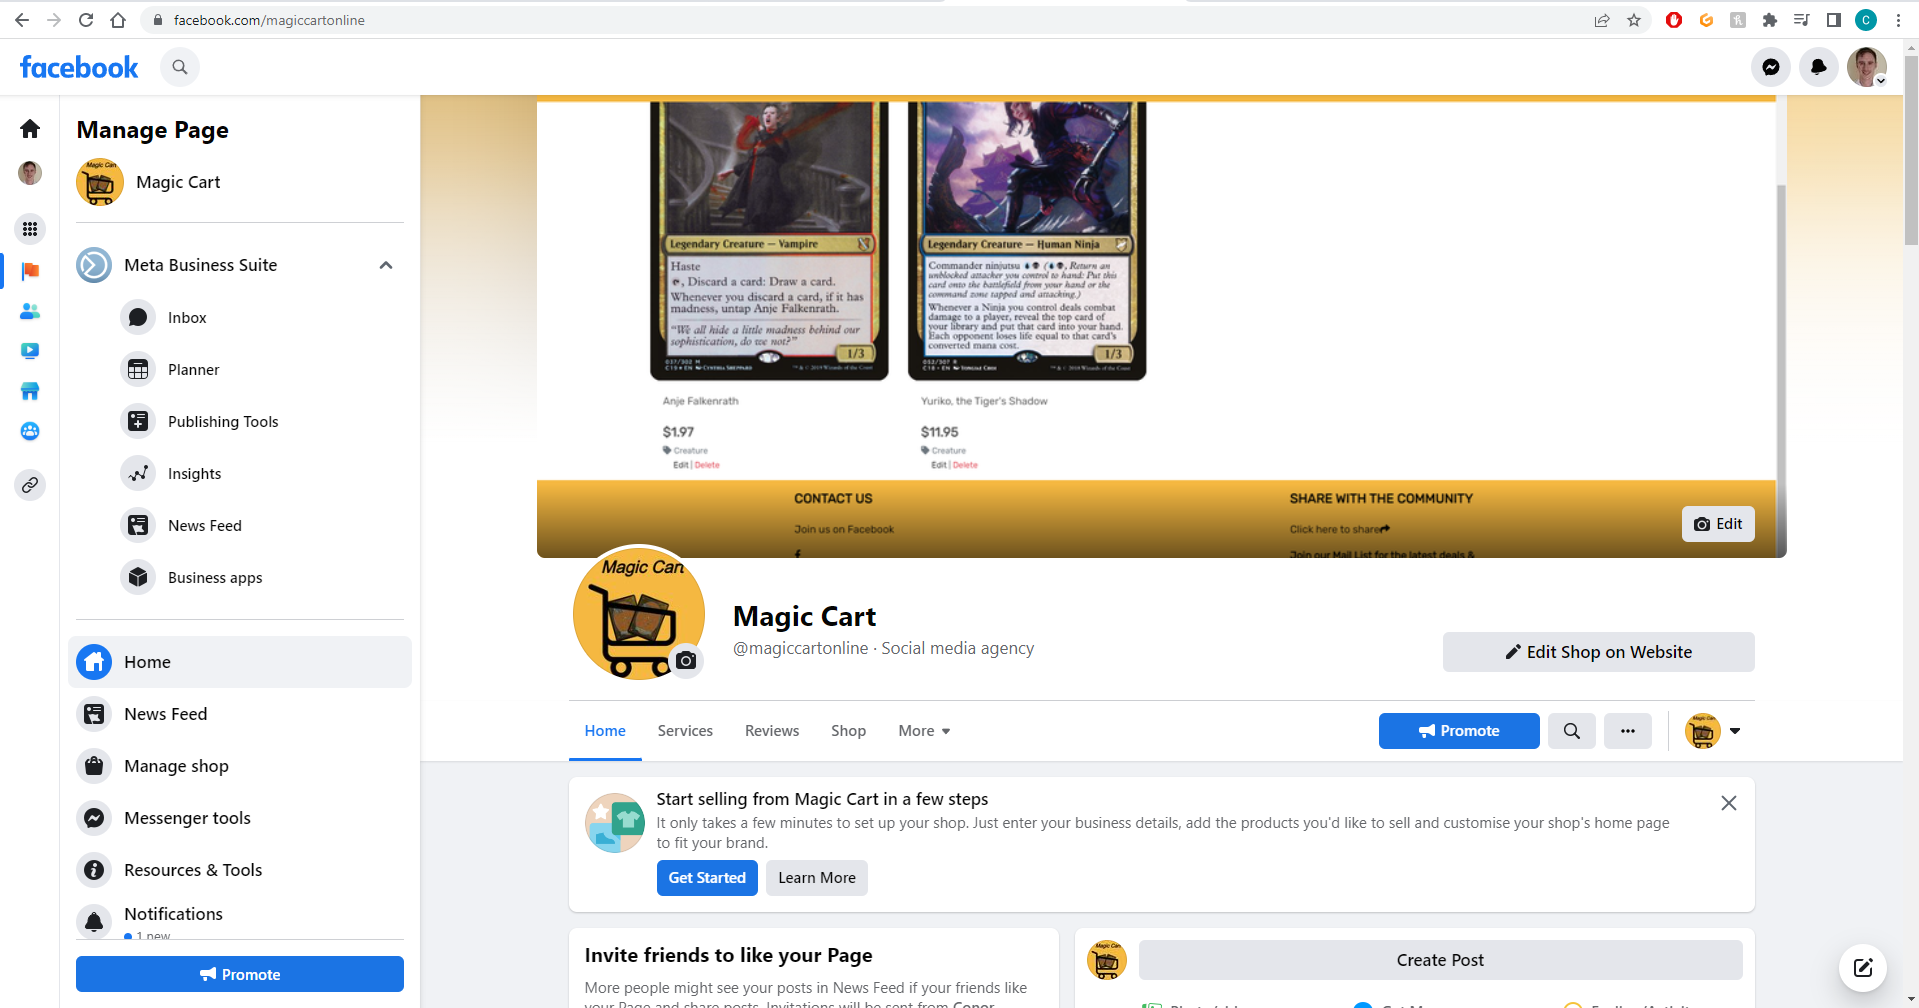 facebook.com/magiccartonline
C
facebook
Manage Page
Magic Cart
Magic Cart
Meta Business Suite
Inbox
Planner
Publishing Tools
Insights
News Feed
Business apps
Home
News Feed
Manage shop
Messenger tools
Resources & Tools
Notifications
1 new
Promote
Legendary Creature — Vampire
Haste
, Discard a card: Draw a card.
Whenever you discard a card, if it has
madness, untap Anje Falkenrath.
"We all hide a little madness behind our
sophistication, do we not?"
1/3
Legendary Creature — Human Ninja
Commander ninjutsu (, Return an
unblocked attacker you control to hand: Put this
card onto the battlefield from your hand or the
command zone tapped and attacking.)
Whenever a Ninja you control deals combat
damage to a player, reveal the top card of
your library and put that card into your hand.
Each opponent loses life equal to that card's
converted mana cost.
1/3
Anje Falkenrath
$1.97
Creature
Edit | Delete
Yuriko, the Tiger's Shadow
$11.95
Creature
Edit | Delete
CONTACT US
Join us on Facebook
SHARE WITH THE COMMUNITY
Click here to share
Join our Mail List for the latest deals &
Edit
Magic Cart
Magic Cart
@magiccartonline · Social media agency
Edit Shop on Website
Home
Services
Reviews
Shop
More
Promote
Start selling from Magic Cart in a few steps
It only takes a few minutes to set up your shop. Just enter your business details, add the products you'd like to sell and customise your shop's home page
to fit your brand.
Get Started
Learn More
Invite friends to like your Page
More people might see your posts in News Feed if your friends like
your Page and share posts. Invitations will be sent from Conor
Create Post